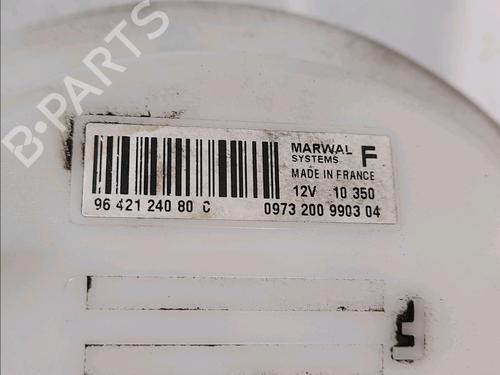 B-PARTS
MARWAL F
SYSTEMS
MADE IN FRANCE
12V 10 350
96 421 240 80 C 0973 200 9903 04